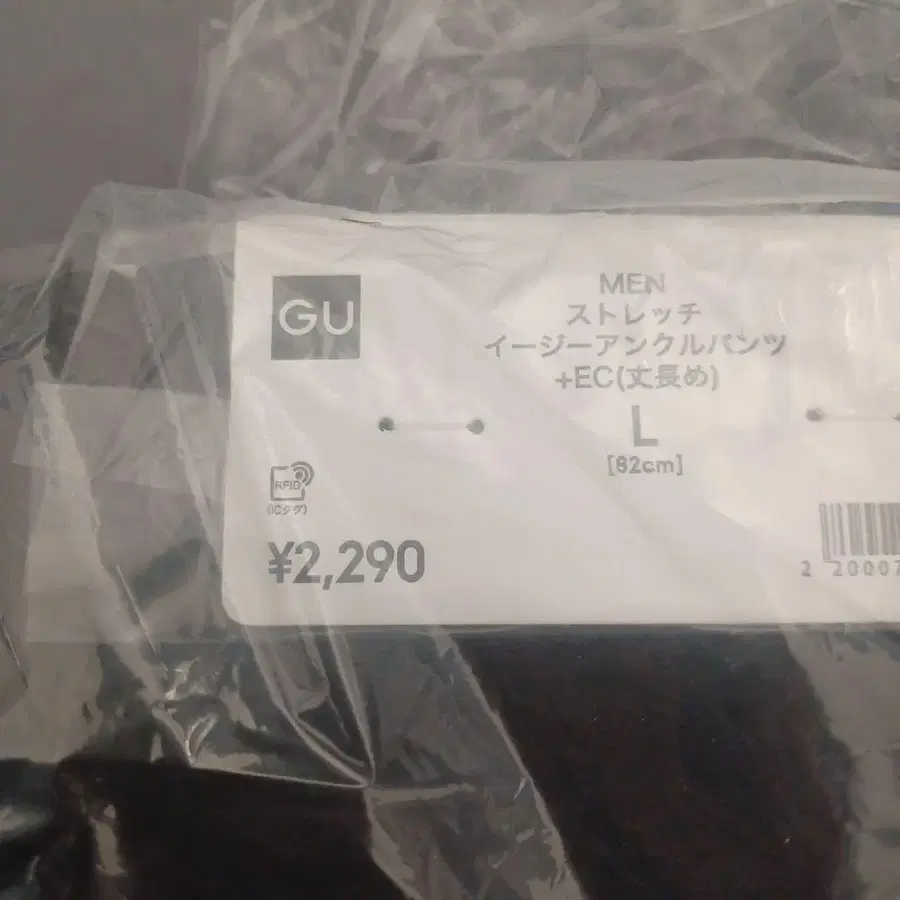 GU
MEN
ストレッチ
イージーアンクルパンツ
+EC(丈長め)
L
[82cm]
RFID
(ICタグ)
¥2,290
2 20007